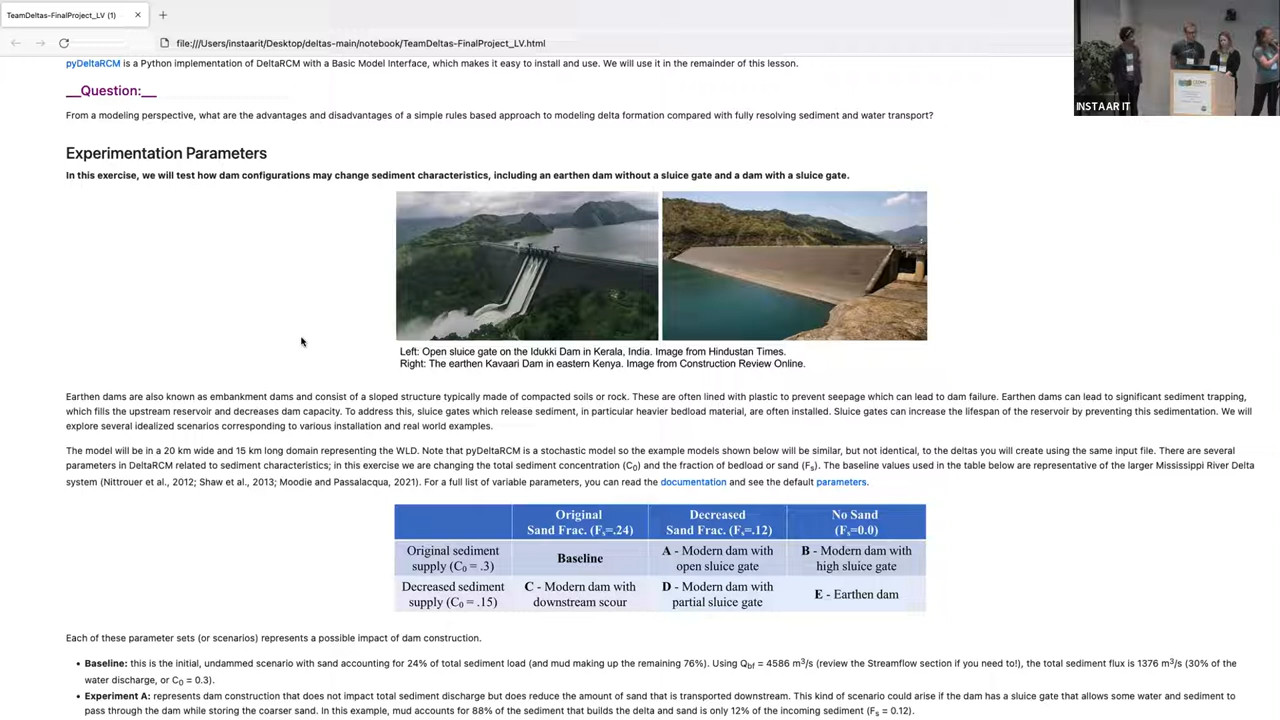 TeamDeltas-FinalProject_LV (1)
file:///Users/instaarit/Desktop/deltas-main/notebook/TeamDeltas-FinalProject_LV.html
INSTAAR IT
pyDeltaRCM is a Python implementation of DeltaRCM with a Basic Model Interface, which makes it easy to install and use. We will use it in the remainder of this lesson.
__Question:__
From a modeling perspective, what are the advantages and disadvantages of a simple rules based approach to modeling delta formation compared with fully resolving sediment and water transport?
Experimentation Parameters
In this exercise, we will test how dam configurations may change sediment characteristics, including an earthen dam without a sluice gate and a dam with a sluice gate.
Left: Open sluice gate on the Idukki Dam in Kerala, India. Image from Hindustan Times.
Right: The earthen Kavaari Dam in eastern Kenya. Image from Construction Review Online.
Earthen dams are also known as embankment dams and consist of a sloped structure typically made of compacted soils or rock. These are often lined with plastic to prevent seepage which can lead to dam failure. Earthen dams can lead to significant sediment trapping,
which fills the upstream reservoir and decreases dam capacity. To address this, sluice gates which release sediment, in particular heavier bedload material, are often installed. Sluice gates can increase the lifespan of the reservoir by preventing this sedimentation. We will
explore several idealized scenarios corresponding to various installation and real world examples.
The model will be in a 20 km wide and 15 km long domain representing the WLD. Note that pyDeltaRCM is a stochastic model so the example models shown below will be similar, but not identical, to the deltas you will create using the same input file. There are several
parameters in DeltaRCM related to sediment characteristics; in this exercise we are changing the total sediment concentration (C0) and the fraction of bedload or sand (Fs). The baseline values used in the table below are representative of the larger Mississippi River Delta
system (Nittrouer et al., 2012; Shaw et al., 2013; Moodie and Passalacqua, 2021). For a full list of variable parameters, you can read the documentation and see the default parameters.
Original Sand Frac. (Fs=.24)
Decreased Sand Frac. (Fs=.12)
No Sand (Fs=0.0)
Original sediment supply (C0 = .3)
Baseline
A - Modern dam with open sluice gate
B - Modern dam with high sluice gate
Decreased sediment supply (C0 = .15)
C - Modern dam with downstream scour
D - Modern dam with partial sluice gate
E - Earthen dam
Each of these parameter sets (or scenarios) represents a possible impact of dam construction.
• Baseline: this is the initial, undammed scenario with sand accounting for 24% of total sediment load (and mud making up the remaining 76%). Using Qbf = 4586 m3/s (review the Streamflow section if you need to!), the total sediment flux is 1376 m3/s (30% of the
water discharge, or C0 = 0.3).
• Experiment A: represents dam construction that does not impact total sediment discharge but does reduce the amount of sand that is transported downstream. This kind of scenario could arise if the dam has a sluice gate that allows some water and sediment to
pass through the dam while storing the coarser sand. In this example, mud accounts for 88% of the sediment that builds the delta and sand is only 12% of the incoming sediment (Fs = 0.12).